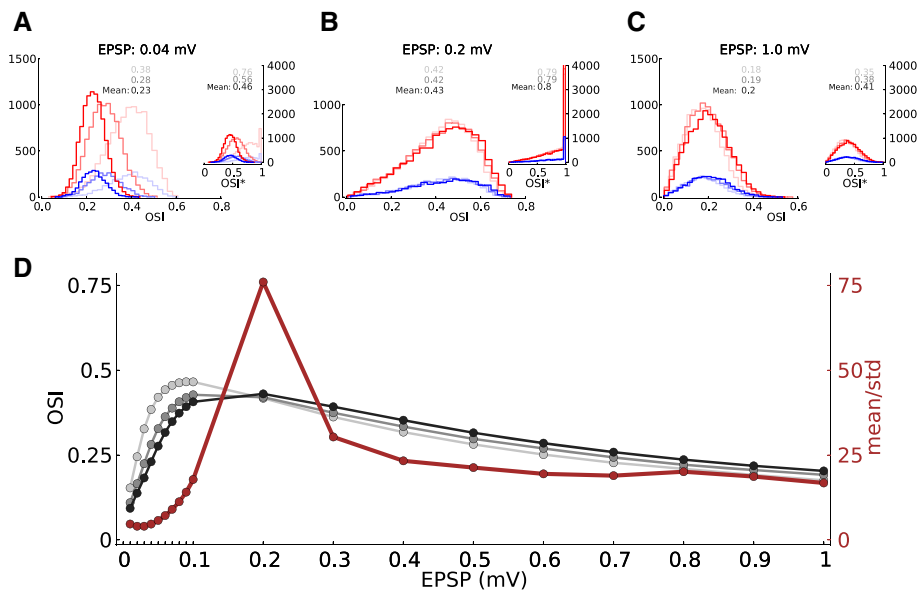 A
B
C
EPSP: 0.04 mV
EPSP: 0.2 mV
EPSP: 1.0 mV
1500
1000
500
0
0.0 0.2 0.4 0.6 0.8
OSI
0.38
0.28
Mean: 0.23
0.76
0.56
Mean: 0.46
4000
3000
2000
1000
0
0 0.5 1
OSI*
1000
500
0
0.0 0.2 0.4 0.6 0.8
OSI
0.42
0.42
Mean: 0.43
0.79
0.79
Mean: 0.8
4000
3000
2000
1000
0
0 0.5 1
OSI*
1500
1000
500
0
0.0 0.2 0.4 0.6
OSI
0.18
0.19
Mean: 0.2
0.35
0.38
Mean: 0.41
4000
3000
2000
1000
0
0 0.5 1
OSI*
D
0.75
0.5
0.25
0
OSI
75
50
25
0
mean/std
0 0.1 0.2 0.3 0.4 0.5 0.6 0.7 0.8 0.9 1
EPSP (mV)